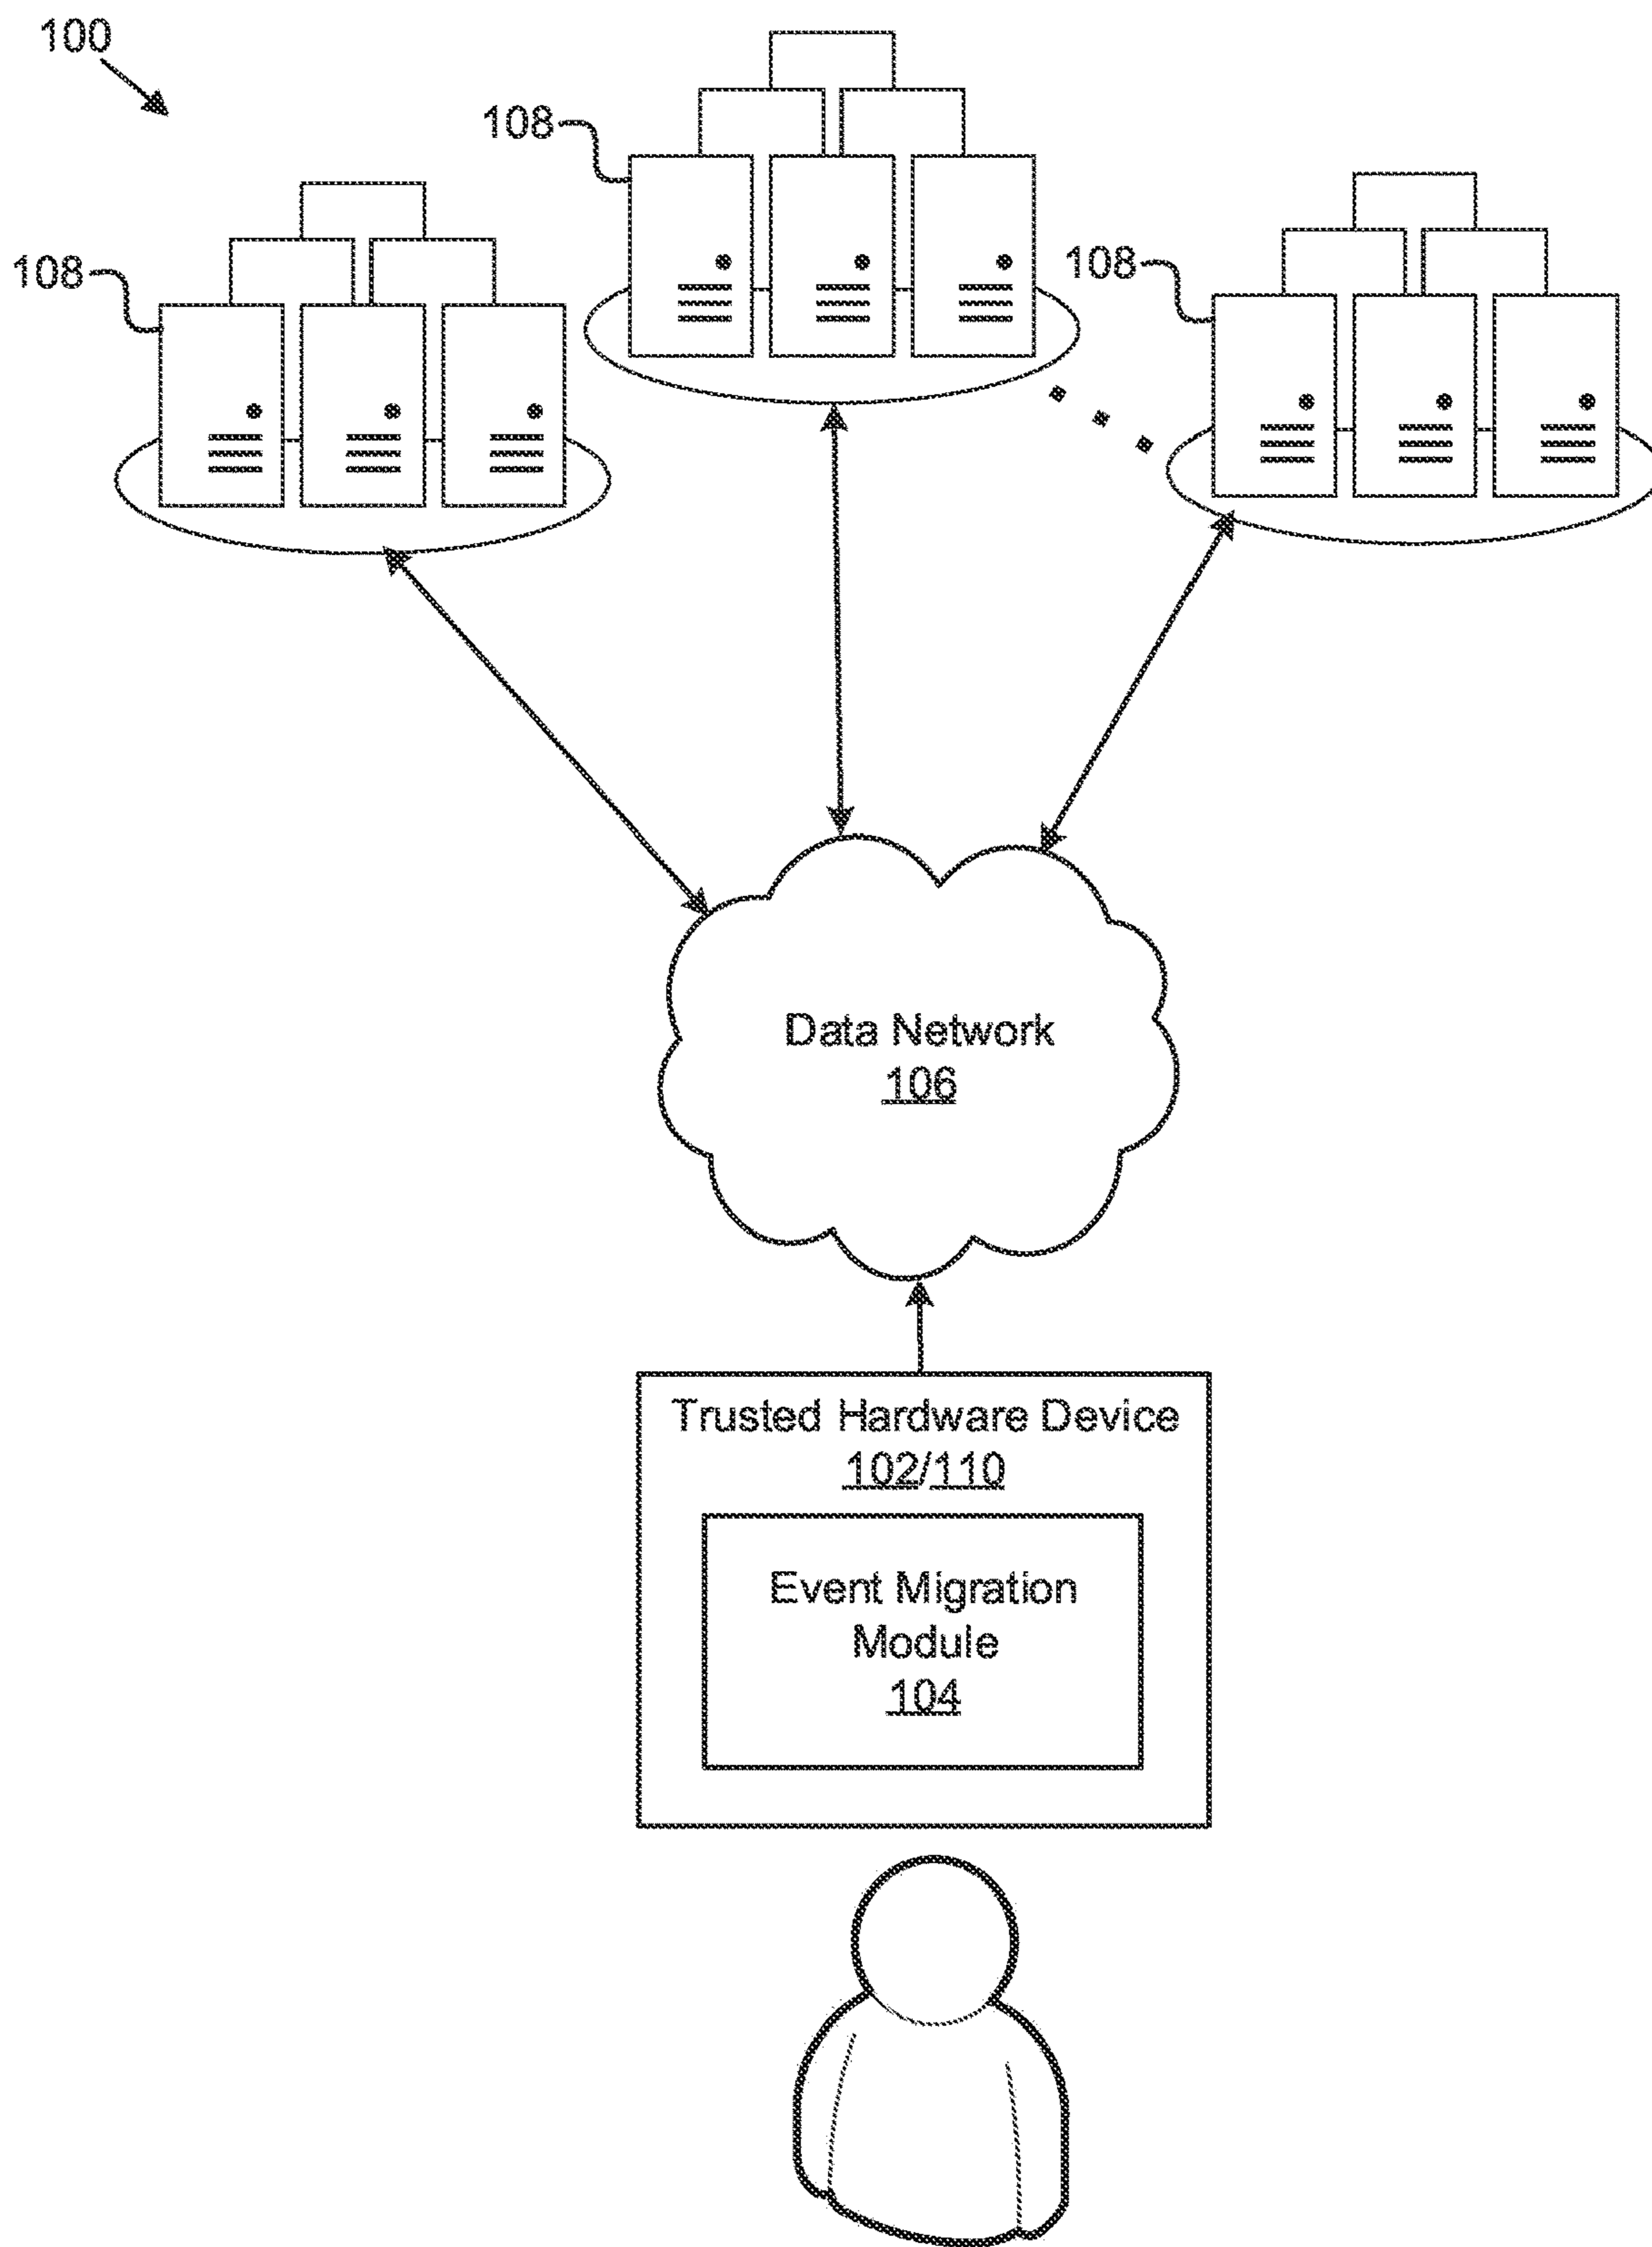 100
108
108
108
Data Network
106
Trusted Hardware Device
102/110
Event Migration
Module
104